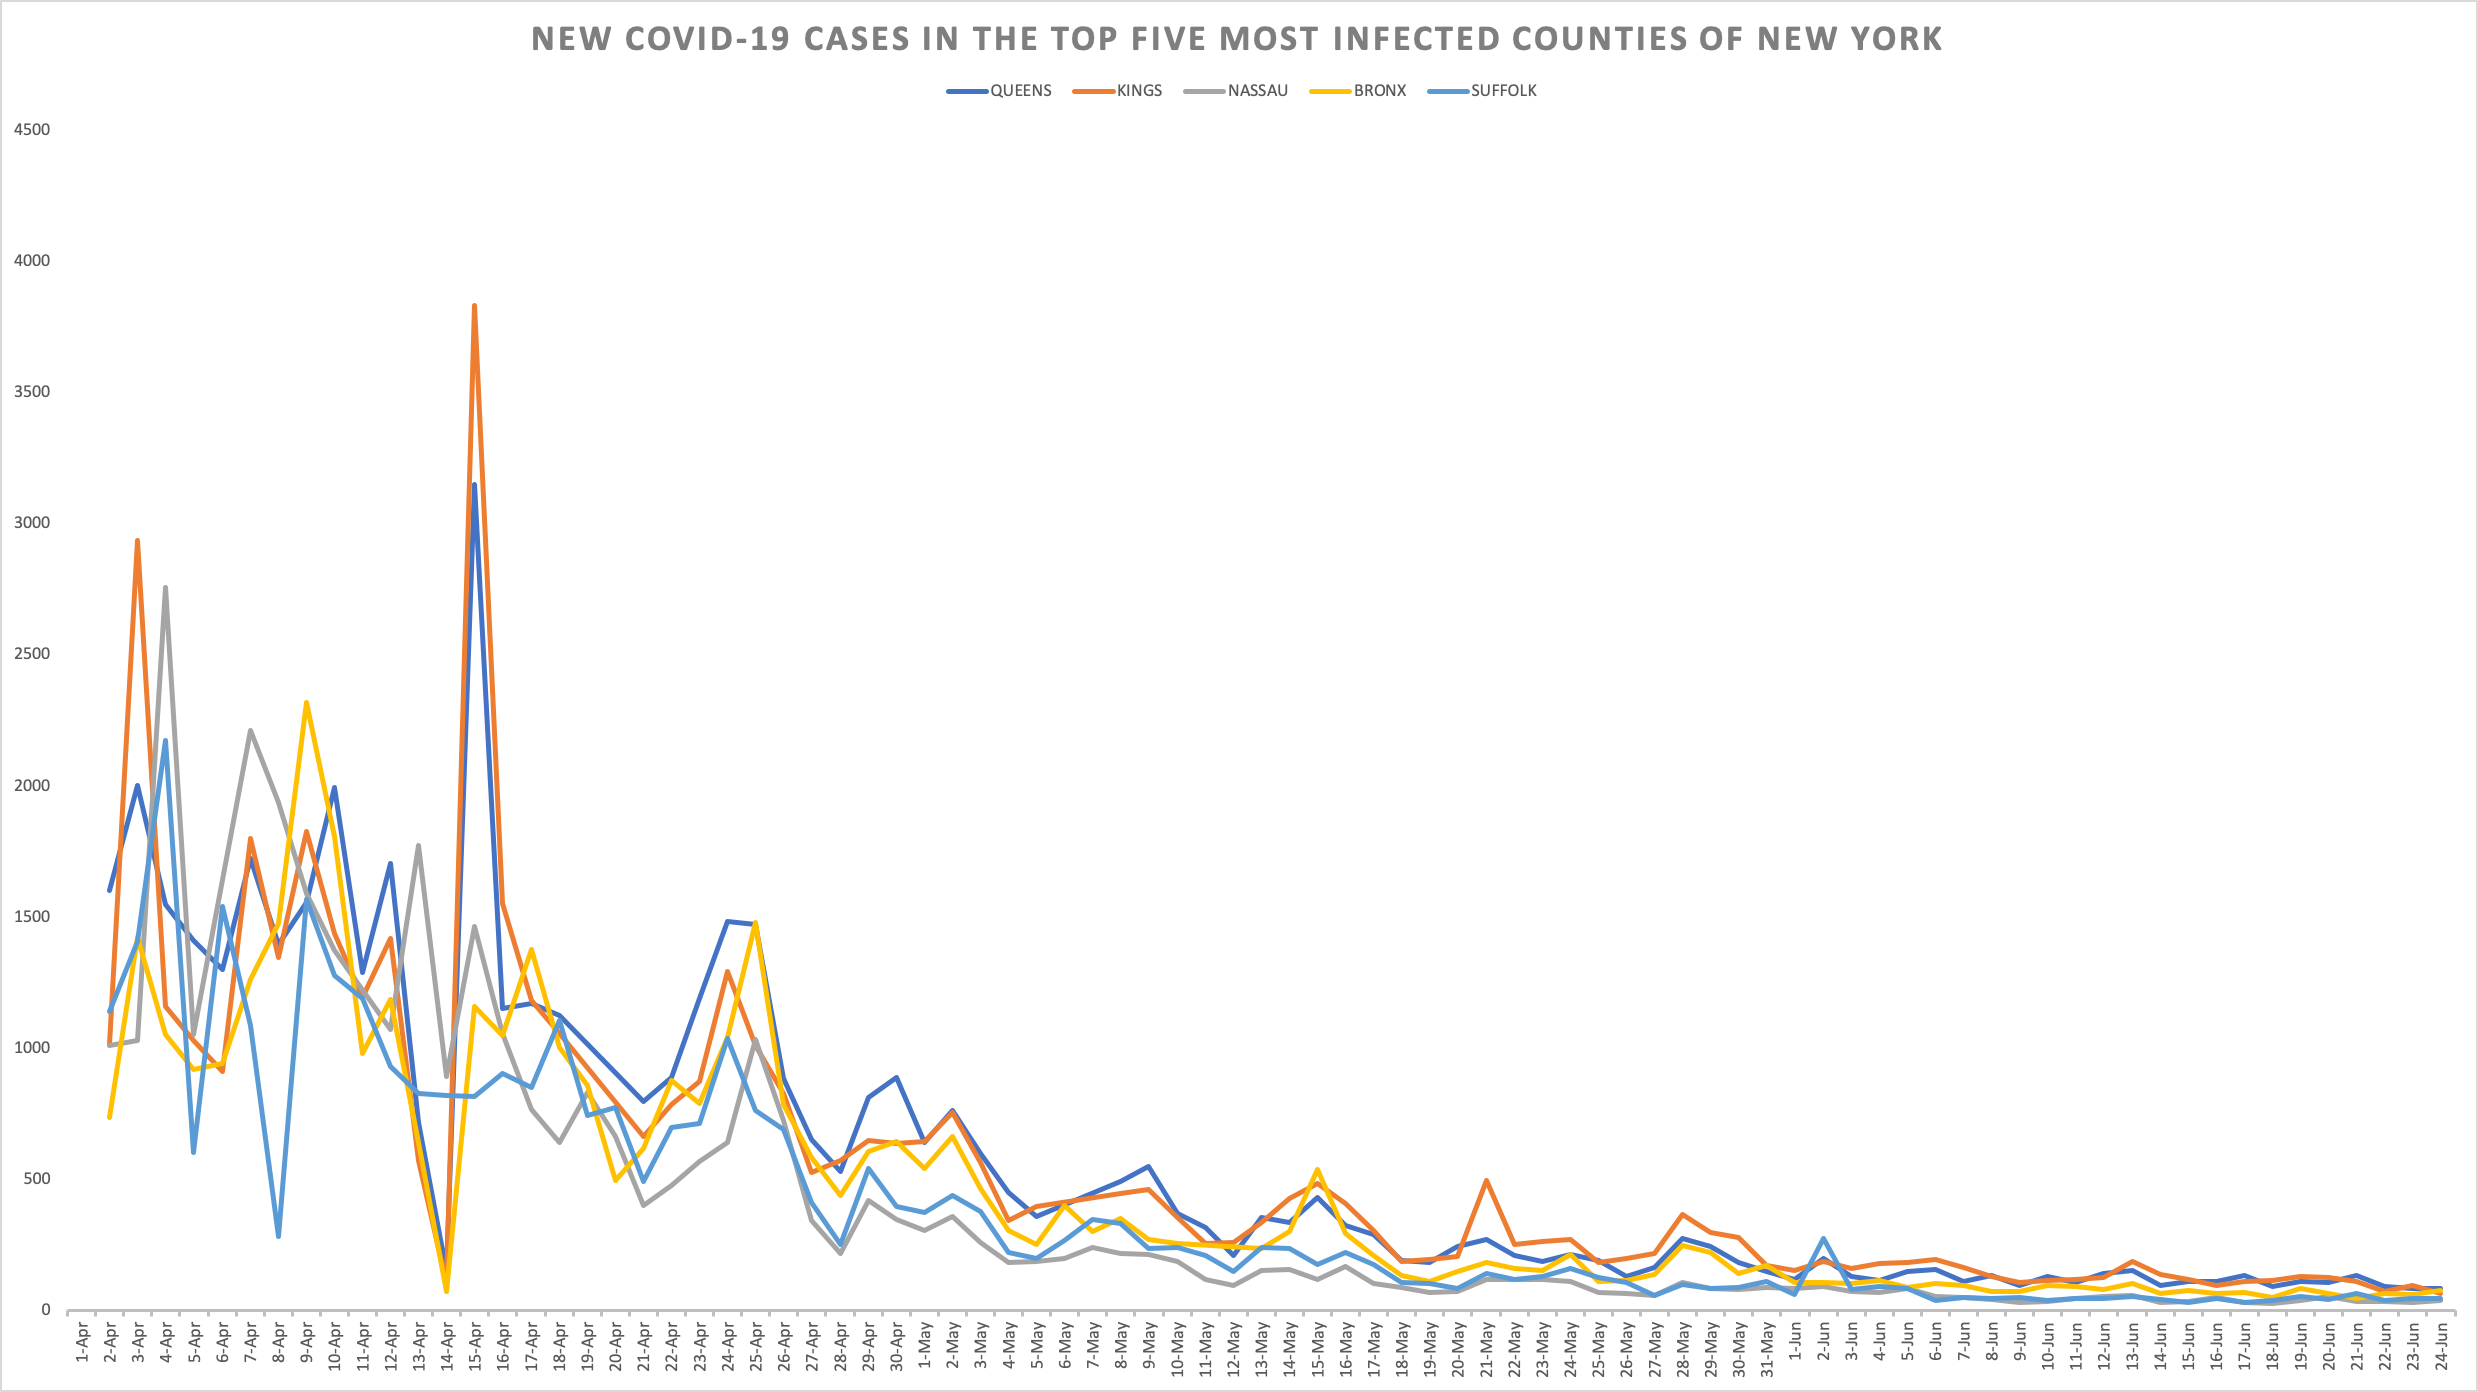 NEW COVID-19 CASES IN THE TOP FIVE MOST INFECTED COUNTIES OF NEW YORK
QUEENS KINGS NASSAU BRONX SUFFOLK
4500
4000
3500
3000
2500
2000
1500
1000
500
0
1-Apr
2-Apr
3-Apr
4-Apr
5-Apr
6-Apr
7-Apr
8-Apr
9-Apr
10-Apr
11-Apr
12-Apr
13-Apr
14-Apr
15-Apr
16-Apr
17-Apr
18-Apr
19-Apr
20-Apr
21-Apr
22-Apr
23-Apr
24-Apr
25-Apr
26-Apr
27-Apr
28-Apr
29-Apr
30-Apr
1-May
2-May
3-May
4-May
5-May
6-May
7-May
8-May
9-May
10-May
11-May
12-May
13-May
14-May
15-May
16-May
17-May
18-May
19-May
20-May
21-May
22-May
23-May
24-May
25-May
26-May
27-May
28-May
29-May
30-May
31-May
1-Jun
2-Jun
3-Jun
4-Jun
5-Jun
6-Jun
7-Jun
8-Jun
9-Jun
10-Jun
11-Jun
12-Jun
13-Jun
14-Jun
15-Jun
16-Jun
17-Jun
18-Jun
19-Jun
20-Jun
21-Jun
22-Jun
23-Jun
24-Jun